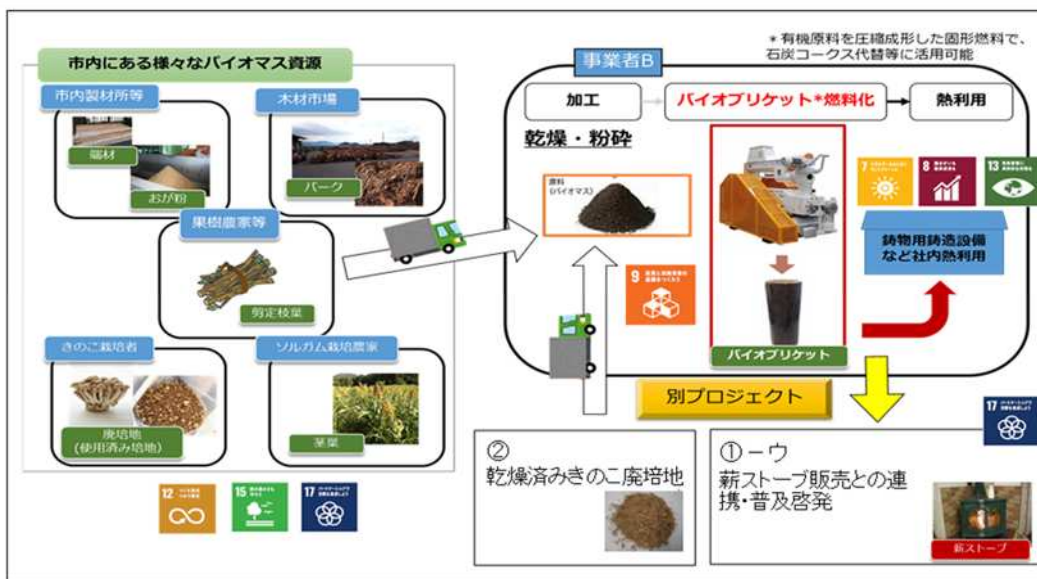 *有機原料を圧縮成形した固形燃料で、
石炭コークス代替等に活用可能
市内にある様々なバイオマス資源
市内製材所等
端材
おが粉
木材市場
バーク
果樹農家等
剪定枝葉
きのこ栽培者
廃培地
(使用済み培地)
ソルガム栽培農家
茎葉
12
15
17
事業者B
加工
バイオブリケット*燃料化
熱利用
乾燥・粉砕
原料
(バイオマス)
7
8
13
鋳物用鋳造設備
など社内熱利用
9
バイオブリケット
別プロジェクト
17
②
乾燥済みきのこ廃培地
①-ウ
薪ストーブ販売との連
携・普及啓発
薪ストーブ